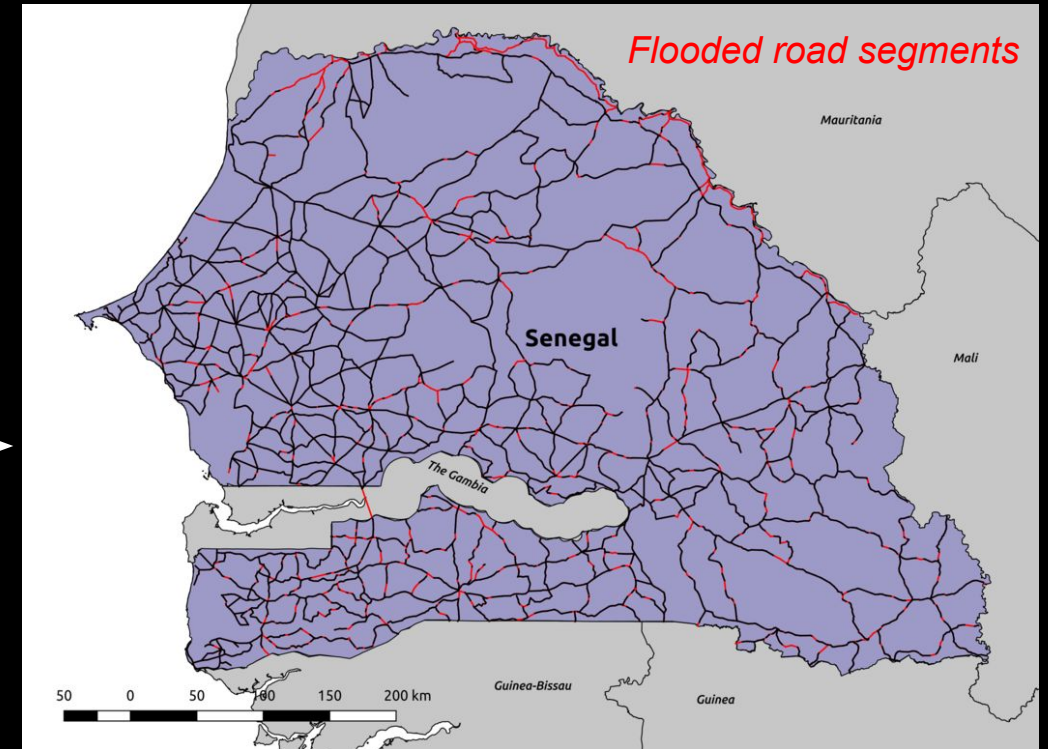 Flooded road segments
Mauritania
Senegal
Mali
The Gambia
50 0 50 100 150 200 km
Guinea-Bissau
Guinea